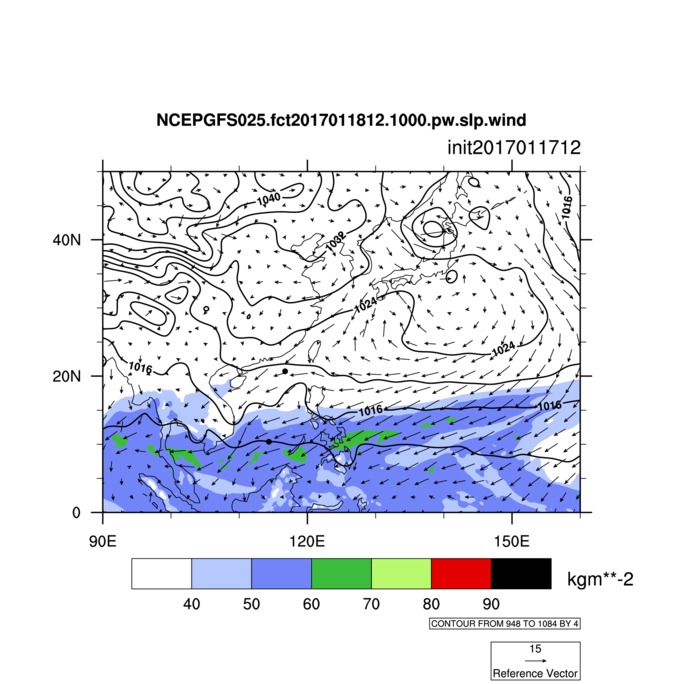 NCEPGFS025.fct2017011812.1000.pw.slp.wind
init2017011712
1040
1016
1032
40N
1024
1024
20N
1016
1016
1016
0
90E 120E 150E
40 50 60 70 80 90
kgm**-2
CONTOUR FROM 948 TO 1084 BY 4
15
Reference Vector